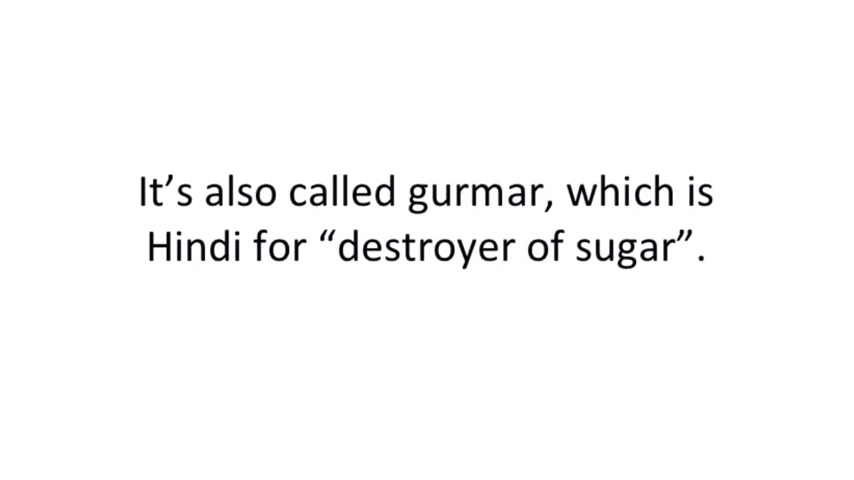 It’s also called gurmar, which is
Hindi for “destroyer of sugar”.